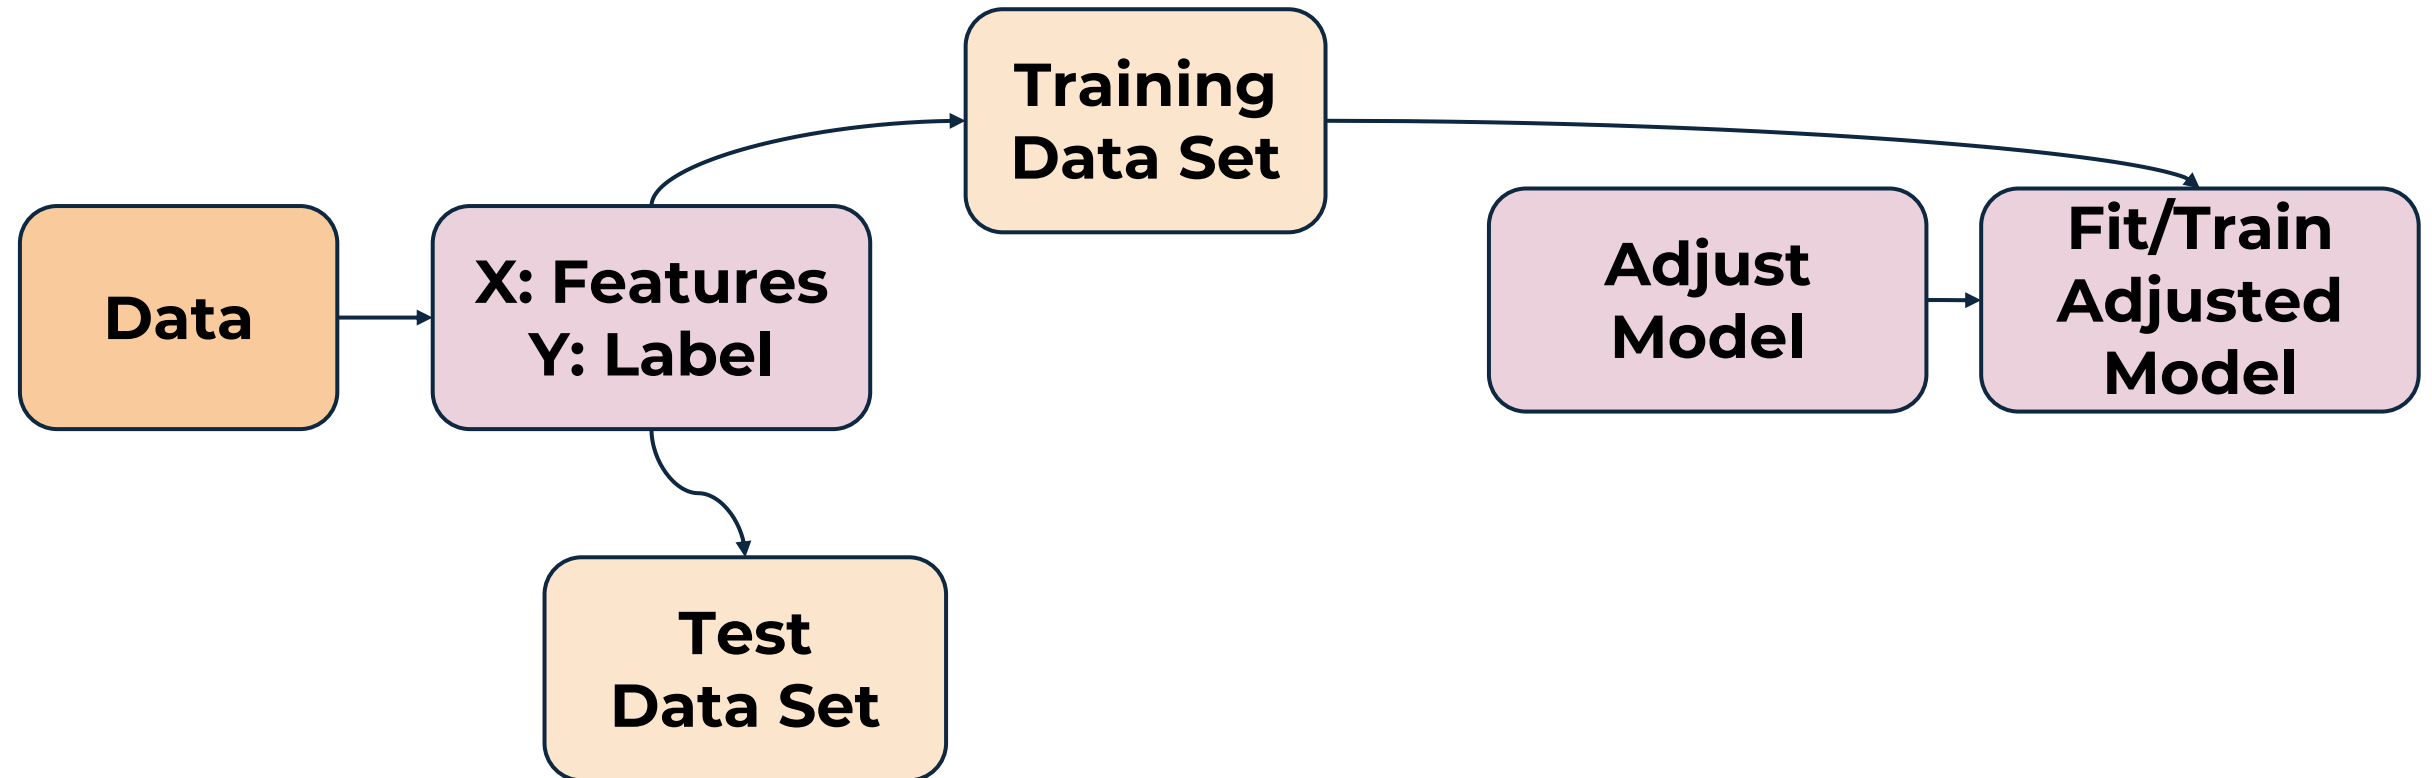 Data
X: Features
Y: Label
Training
Data Set
Test
Data Set
Adjust
Model
Fit/Train
Adjusted
Model